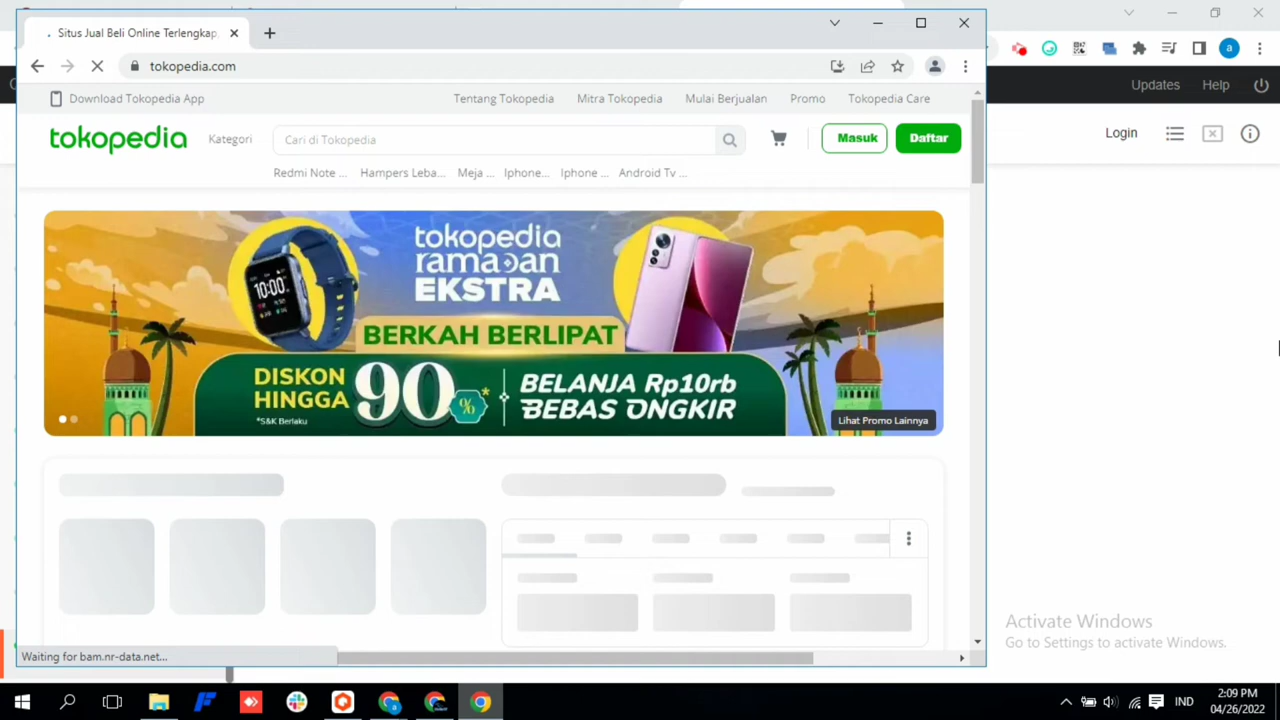 Situs Jual Beli Online Terlengkap,
tokopedia.com
Download Tokopedia App
Tentang Tokopedia
Mitra Tokopedia
Mulai Berjualan
Promo
Tokopedia Care
tokopedia
Kategori
Cari di Tokopedia
Masuk
Daftar
Redmi Note ...
Hampers Leba...
Meja ...
Iphone...
Iphone ...
Android Tv ...
10:00
tokopedia
ramadan
EKSTRA
BERKAH BERLIPAT
DISKON
HINGGA
90%*
*S&K Berlaku
BELANJA Rp10rb
BEBAS ONGKIR
Lihat Promo Lainnya
Waiting for bam.nr-data.net...
a
Updates
Help
Login
Activate Windows
Go to Settings to activate Windows.
IND
2:09 PM
04/26/2022